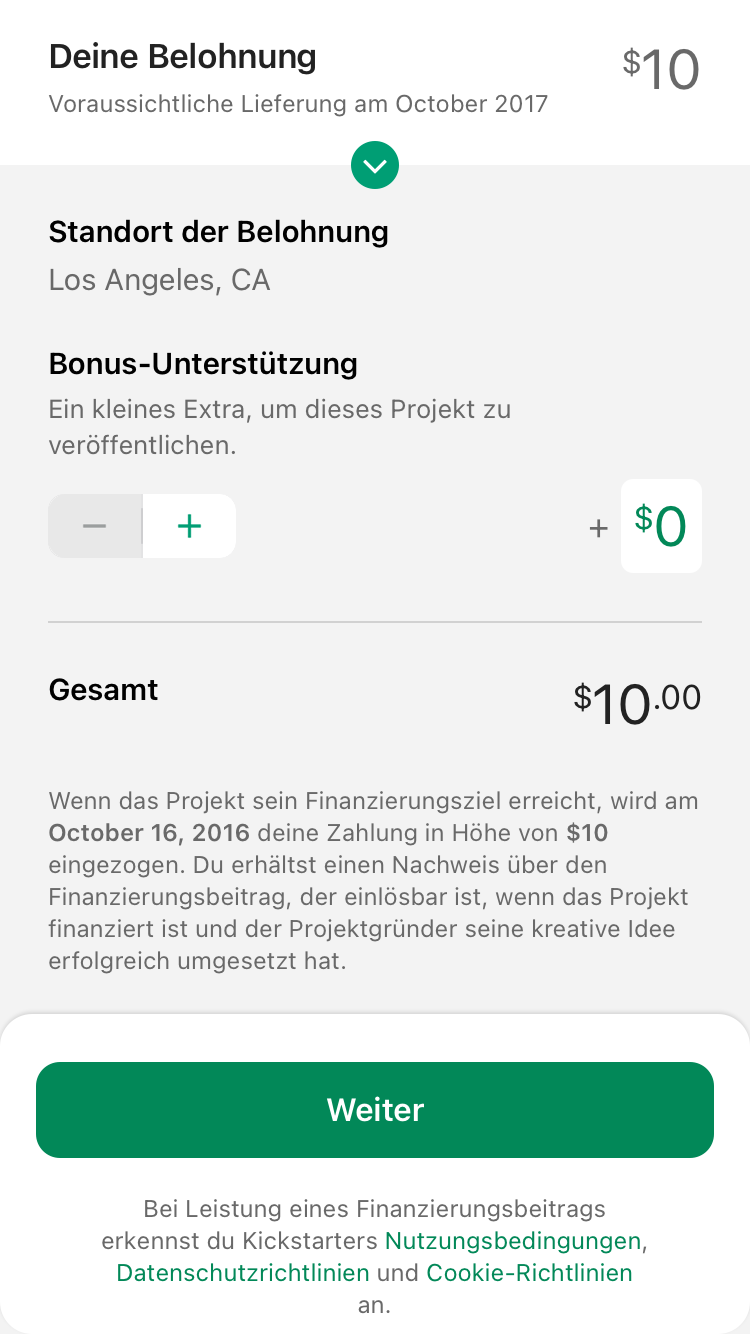 Deine Belohnung
$10
Voraussichtliche Lieferung am October 2017
Standort der Belohnung
Los Angeles, CA
Bonus-Unterstützung
Ein kleines Extra, um dieses Projekt zu
veröffentlichen.
− +
+ $0
Gesamt
$10.00
Wenn das Projekt sein Finanzierungsziel erreicht, wird am
October 16, 2016 deine Zahlung in Höhe von $10
eingezogen. Du erhältst einen Nachweis über den
Finanzierungsbeitrag, der einlösbar ist, wenn das Projekt
finanziert ist und der Projektgründer seine kreative Idee
erfolgreich umgesetzt hat.
Weiter
Bei Leistung eines Finanzierungsbeitrags
erkennst du Kickstarters Nutzungsbedingungen,
Datenschutzrichtlinien und Cookie-Richtlinien
an.